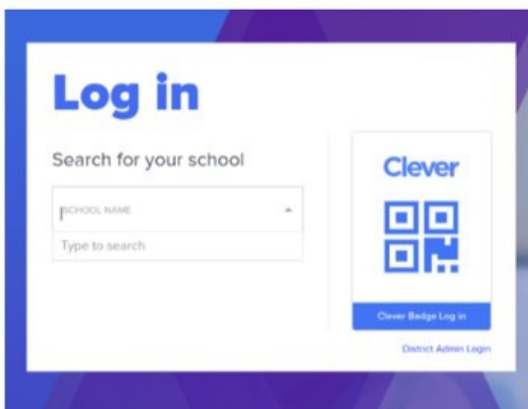 Log in
Search for your school
SCHOOL NAME
Type to search
Clever
Clever Badge Log in
District Admin Login